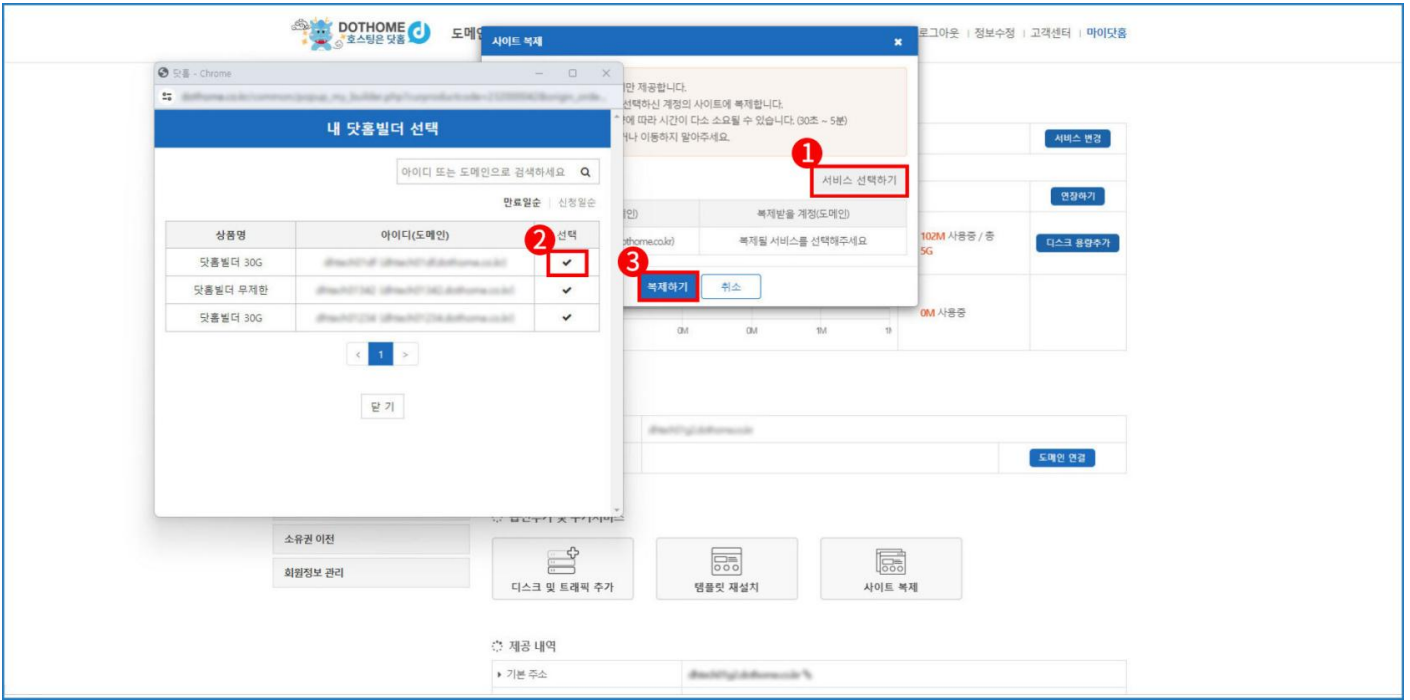 DOTHOME
호스팅은 닷홈
도메인
로그아웃 | 정보수정 | 고객센터 | 마이닷홈
사이트 복제
만 제공합니다.
선택하신 계정의 사이트에 복제합니다.
에 따라 시간이 다소 소요될 수 있습니다. (30초 ~ 5분)
거나 이동하지 말아주세요.
1
서비스 선택하기
복제받을 계정(도메인)
복제될 서비스를 선택해주세요
3
복제하기
취소
닷홈 - Chrome
내 닷홈빌더 선택
아이디 또는 도메인으로 검색하세요
만료일순 | 신청일순
상품명 아이디(도메인) 2 선택
닷홈빌더 30G
닷홈빌더 무제한
닷홈빌더 30G
< 1 >
닫 기
서비스 변경
연장하기
102M 사용중 / 총
5G
디스크 용량추가
0M 사용중
0M 0M 1M
도메인 연결
소유권 이전
회원정보 관리
디스크 및 트래픽 추가
템플릿 재설치
사이트 복제
제공 내역
기본 주소